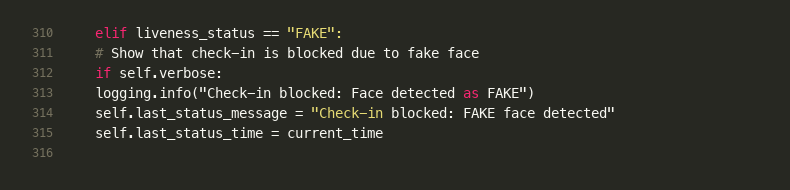 310 elif liveness_status == "FAKE":
311 # Show that check-in is blocked due to fake face
312 if self.verbose:
313 logging.info("Check-in blocked: Face detected as FAKE")
314 self.last_status_message = "Check-in blocked: FAKE face detected"
315 self.last_status_time = current_time
316